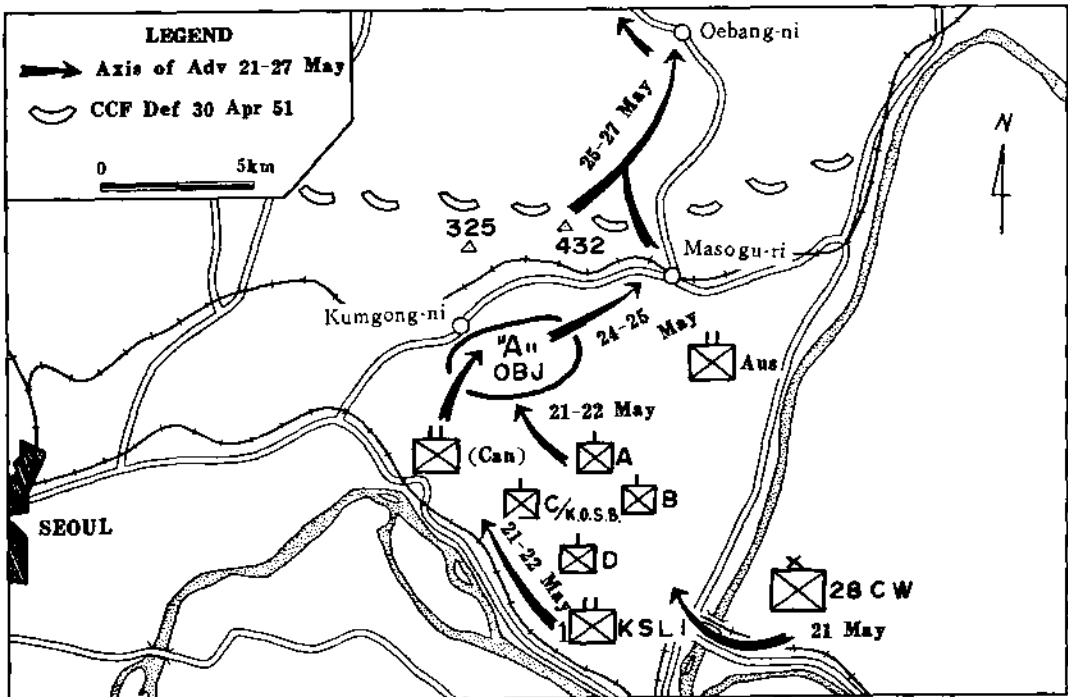 LEGEND
Axis of Adv 21-27 May
CCF Def 30 Apr 51
0 5km
Oebang-ni
N
25-27 May
325
432
Masogu-ri
Kumgong-ni
"A"
OBJ
24-25
May
Aus
21-22 May
(Can)
A
C/K.O.S.B.
B
SEOUL
21-22
May
D
28 CW
1 KSLI
21 May